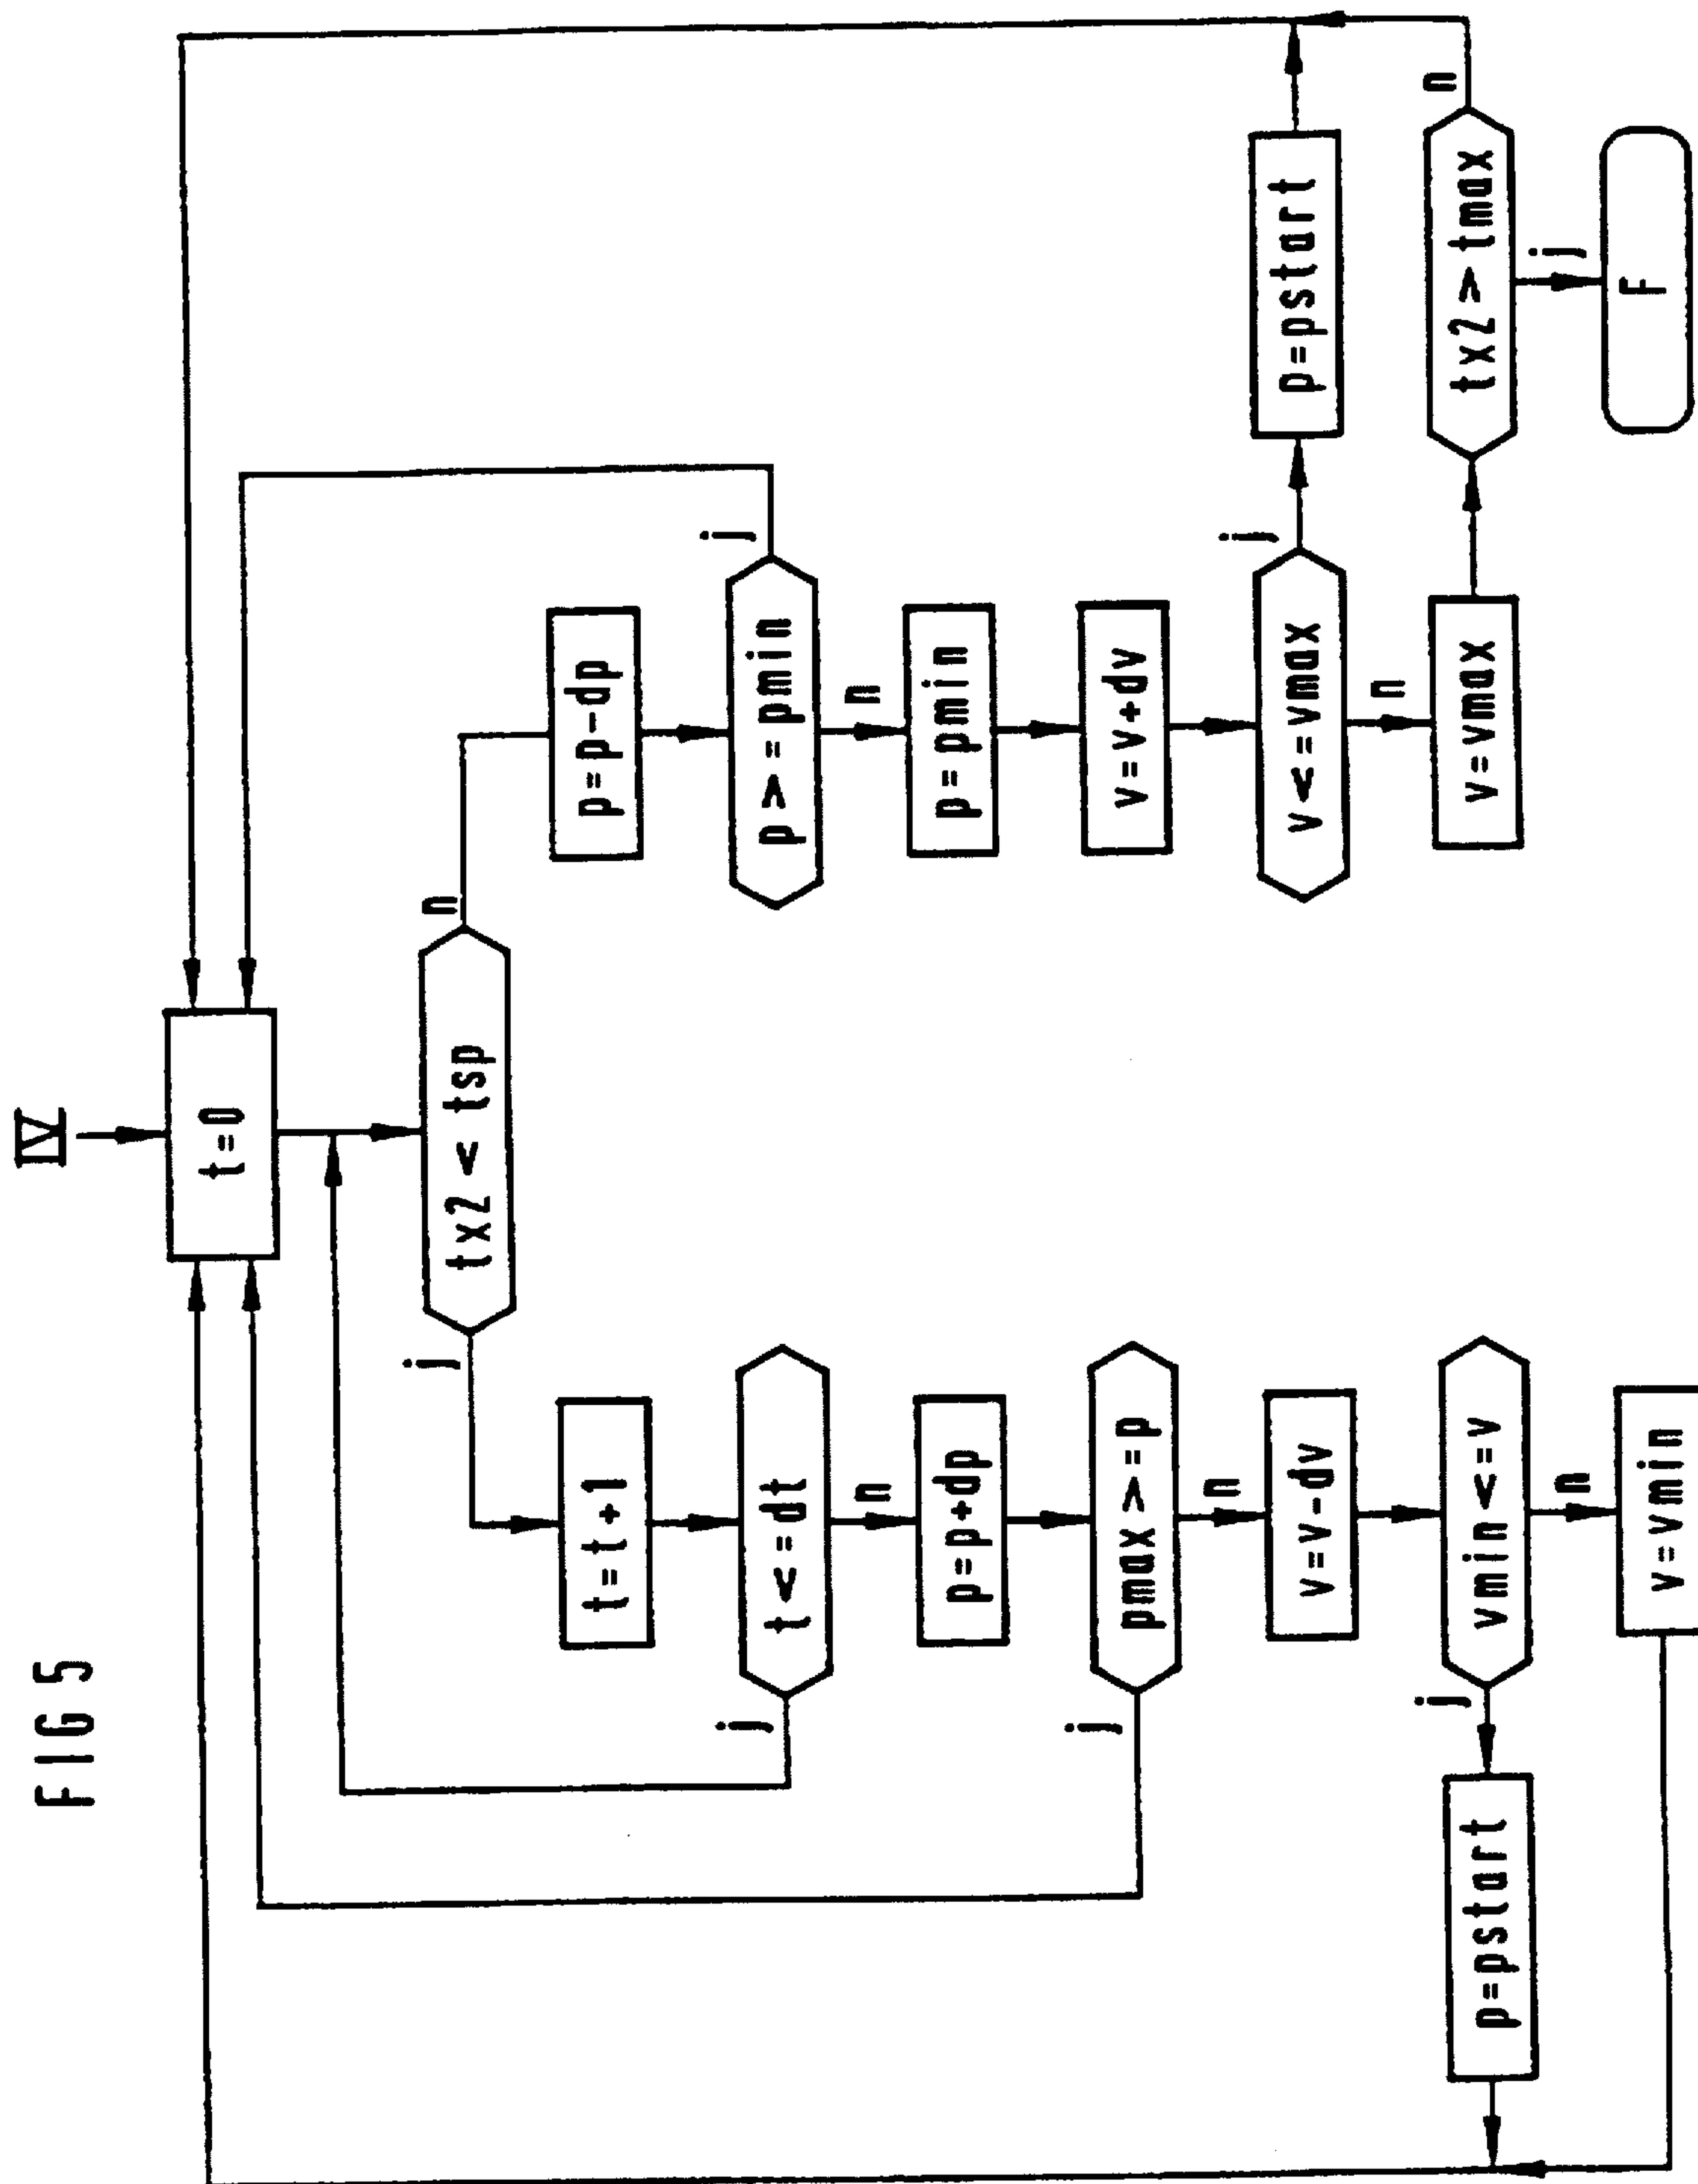 FIG 5
IV
t=0
j
n
tx2 < tsp
t=t+1
p=p-dp
j
j
t <= dt
p >= pmin
n
n
p=p+dp
p=pmin
j
pmax >= p
v=v+dv
n
j
v=v-dv
v <= vmax
p=pstart
j
n
n
p=pstart
vmin <= v
v=vmax
tx2 > tmax
n
j
v=vmin
F